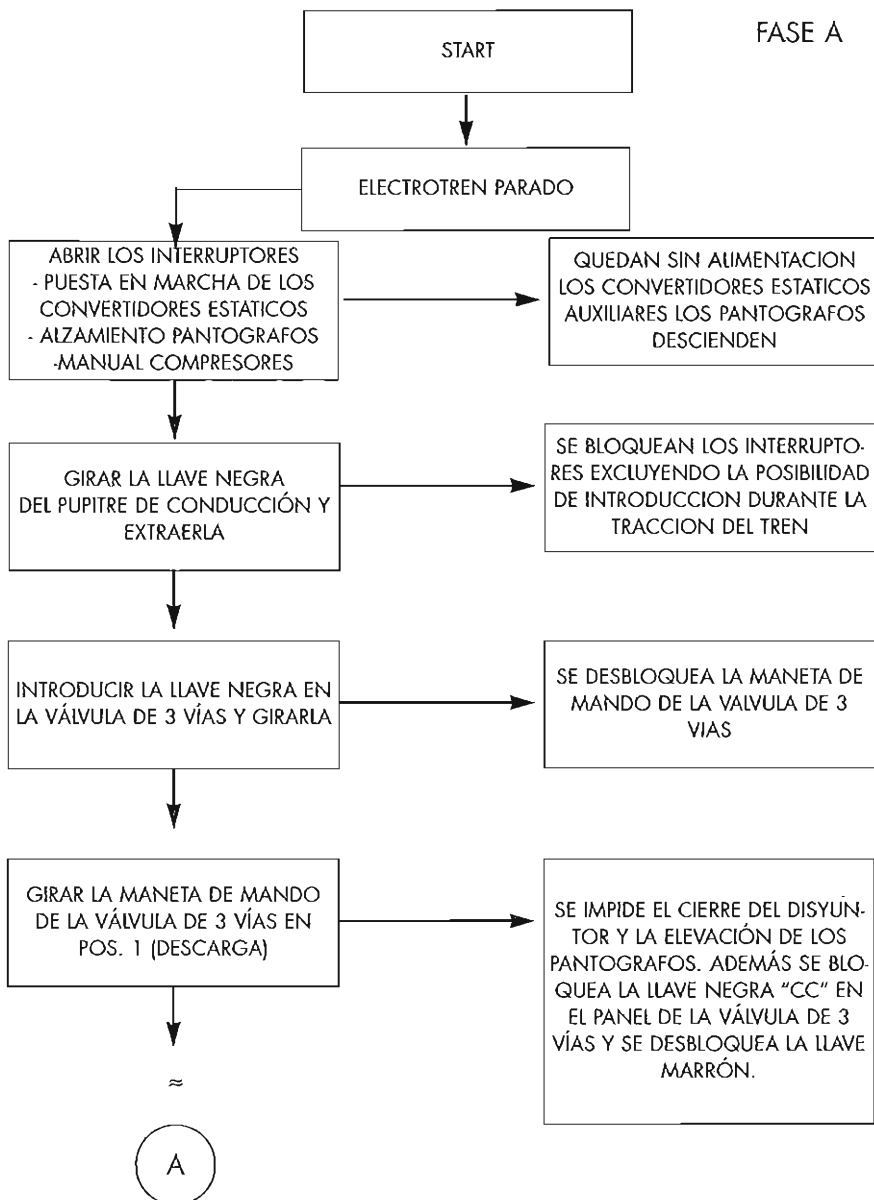 FASE A
START
ELECTROTREN PARADO
ABRIR LOS INTERRUPTORES
- PUESTA EN MARCHA DE LOS
CONVERTIDORES ESTATICOS
- ALZAMIENTO PANTOGRAFOS
-MANUAL COMPRESORES
QUEDAN SIN ALIMENTACION
LOS CONVERTIDORES ESTATICOS
AUXILIARES LOS PANTOGRAFOS
DESCIENDEN
GIRAR LA LLAVE NEGRA
DEL PUPITRE DE CONDUCCIÓN Y
EXTRAERLA
SE BLOQUEAN LOS INTERRUPTO-
RES EXCLUYENDO LA POSIBILIDAD
DE INTRODUCCION DURANTE LA
TRACCION DEL TREN
INTRODUCIR LA LLAVE NEGRA EN
LA VÁLVULA DE 3 VÍAS Y GIRARLA
SE DESBLOQUEA LA MANETA DE
MANDO DE LA VALVULA DE 3
VIAS
GIRAR LA MANETA DE MANDO
DE LA VÁLVULA DE 3 VÍAS EN
POS. 1 (DESCARGA)
SE IMPIDE EL CIERRE DEL DISYUN-
TOR Y LA ELEVACIÓN DE LOS
PANTOGRAFOS. ADEMÁS SE BLO-
QUEA LA LLAVE NEGRA "CC" EN
EL PANEL DE LA VÁLVULA DE 3
VÍAS Y SE DESBLOQUEA LA LLAVE
MARRÓN.
≈
A